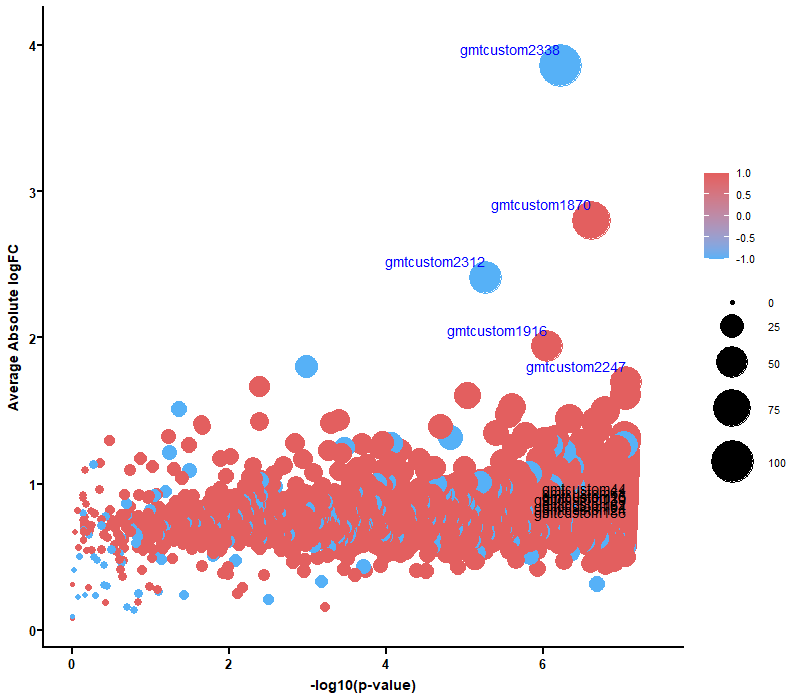 4
3
2
1
0
0
2
4
6
Average Absolute logFC
-log10(p-value)
gmtcustom2338
gmtcustom1870
gmtcustom2312
gmtcustom1916
gmtcustom2247
gmtcustom44
1.0
0.5
0.0
-0.5
-1.0
0
25
50
75
100